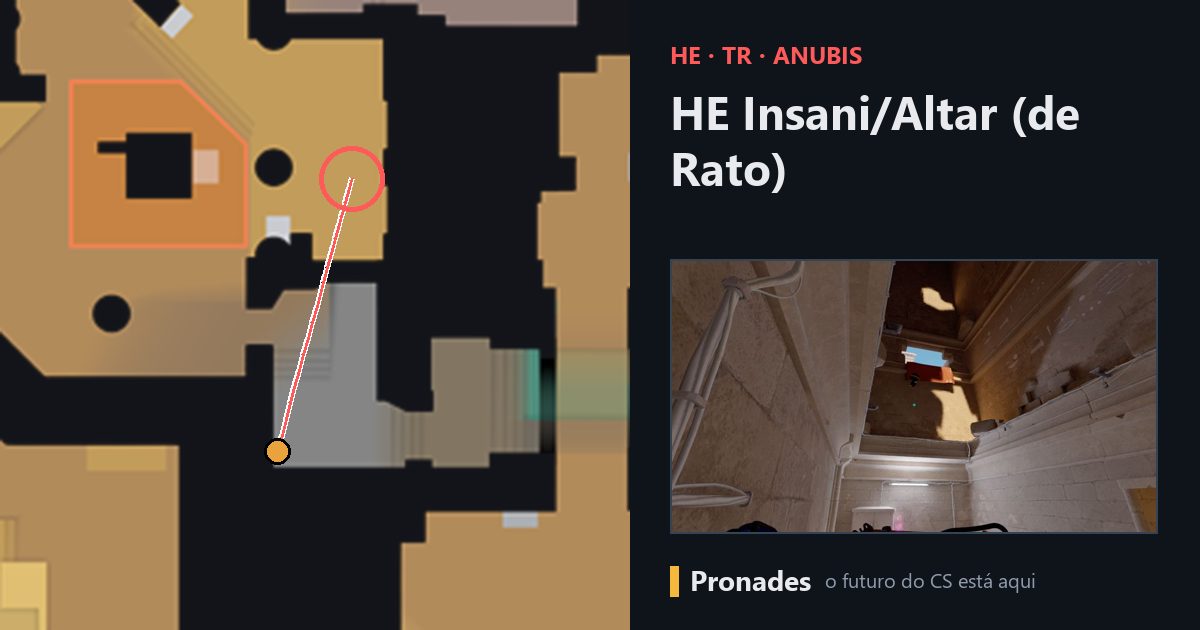 HE · TR · ANUBIS
HE Insani/Altar (de
Rato)
Pronades o futuro do CS está aqui